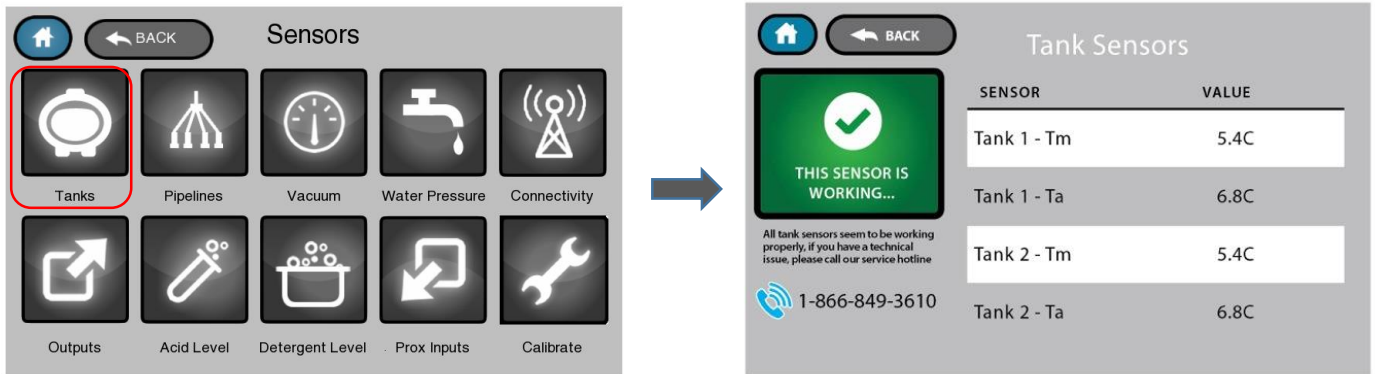 BACK
Sensors
Tanks
Pipelines
Vacuum
Water Pressure
Connectivity
Outputs
Acid Level
Detergent Level
Prox Inputs
Calibrate
BACK
Tank Sensors
THIS SENSOR IS
WORKING...
All tank sensors seem to be working
properly, if you have a technical
issue, please call our service hotline
1-866-849-3610
SENSOR VALUE
Tank 1 - Tm 5.4C
Tank 1 - Ta 6.8C
Tank 2 - Tm 5.4C
Tank 2 - Ta 6.8C